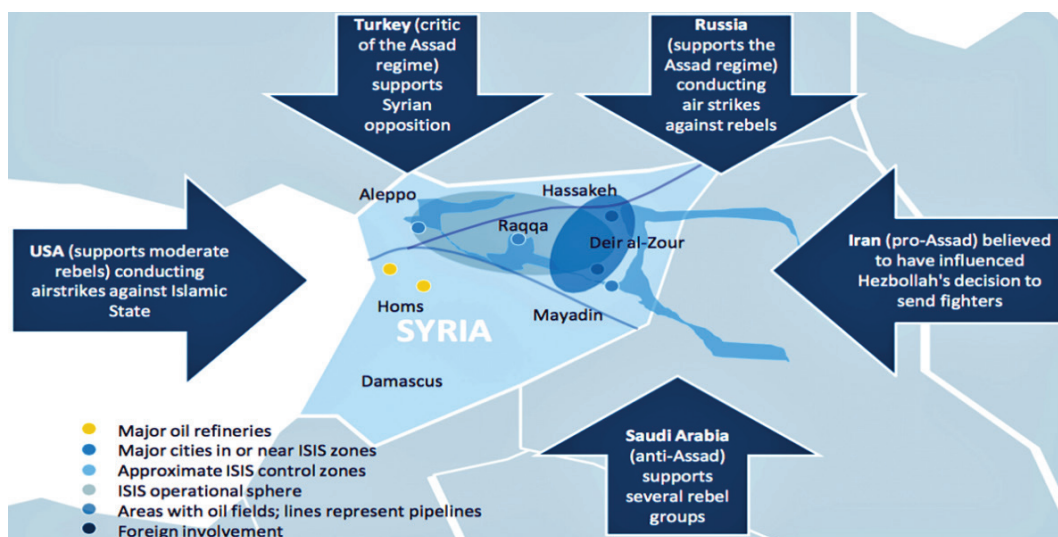 Turkey (critic
of the Assad
regime)
supports
Syrian
opposition
Russia
(supports the
Assad regime)
conducting
air strikes
against rebels
USA (supports moderate
rebels) conducting
airstrikes against Islamic
State
Aleppo
Hassakeh
Raqqa
Deir al-Zour
Homs
Mayadin
SYRIA
Damascus
Iran (pro-Assad) believed
to have influenced
Hezbollah's decision to
send fighters
Saudi Arabia
(anti-Assad)
supports
several rebel
groups
Major oil refineries
Major cities in or near ISIS zones
Approximate ISIS control zones
ISIS operational sphere
Areas with oil fields; lines represent pipelines
Foreign involvement